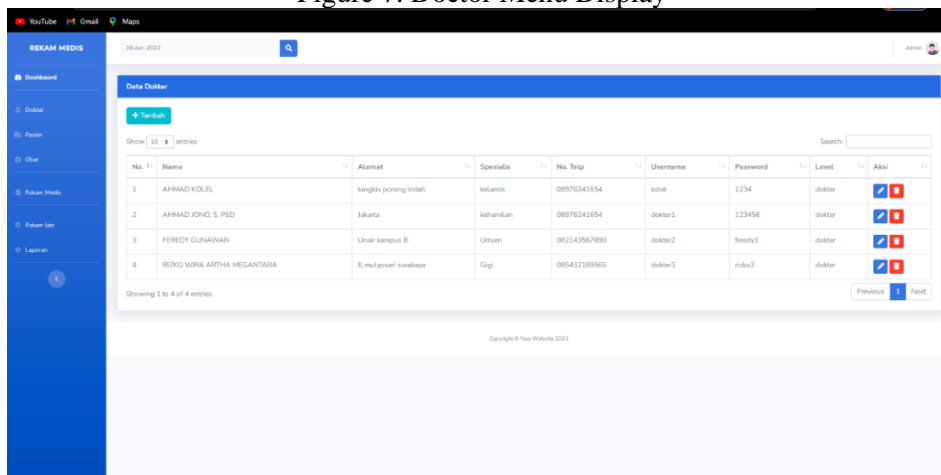 Figure 7. Doctor Menu Display
YouTube Gmail Maps
REKAM MEDIS 28-Jun-2022 Admin
Dashboard
Data Dokter
Dokter
+ Tambah
Pasien
Show 10 entries Search:
Obat
No. Nama Alamat Spesialis No. Telp Username Password Level Aksi
1 AHMAD KOLEL tangkis porong indah kelamin 08976241654 kolel 1234 dokter
Rekam Medis
2 AHMAD JONO, S. PED Jakarta kehamilan 08976241654 dokter1 123456 dokter
Rekam lain
3 FEREDY GUNAWAN Unair kampus B Umum 082143567890 dokter2 feredy1 dokter
Laporan
4 RIZKO WIRA ARTHA MEGANTARA Jl.mulyosari surabaya Gigi 085432189565 dokter3 rizko3 dokter
Showing 1 to 4 of 4 entries Previous 1 Next
Copyright © Your Website 2021